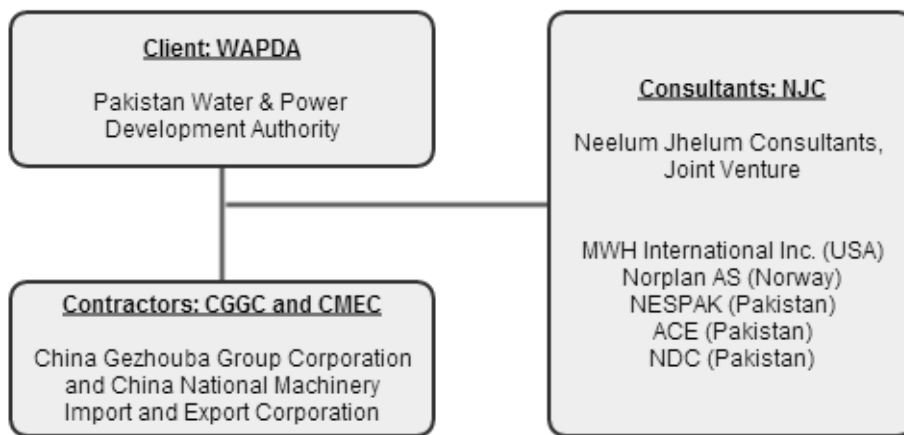 Client: WAPDA
Pakistan Water & Power
Development Authority
Contractors: CGGC and CMEC
China Gezhouba Group Corporation
and China National Machinery
Import and Export Corporation
Consultants: NJC
Neelum Jhelum Consultants,
Joint Venture
MWH International Inc. (USA)
Norplan AS (Norway)
NESPAK (Pakistan)
ACE (Pakistan)
NDC (Pakistan)